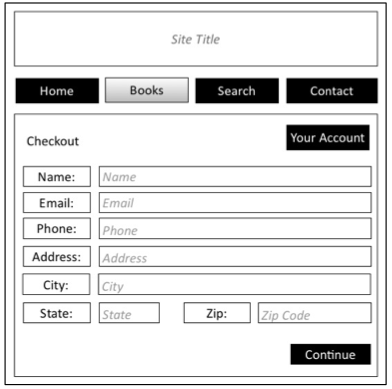 Site Title
Home Books Search Contact
Checkout Your Account
Name: Name
Email: Email
Phone: Phone
Address: Address
City: City
State: State Zip: Zip Code
Continue